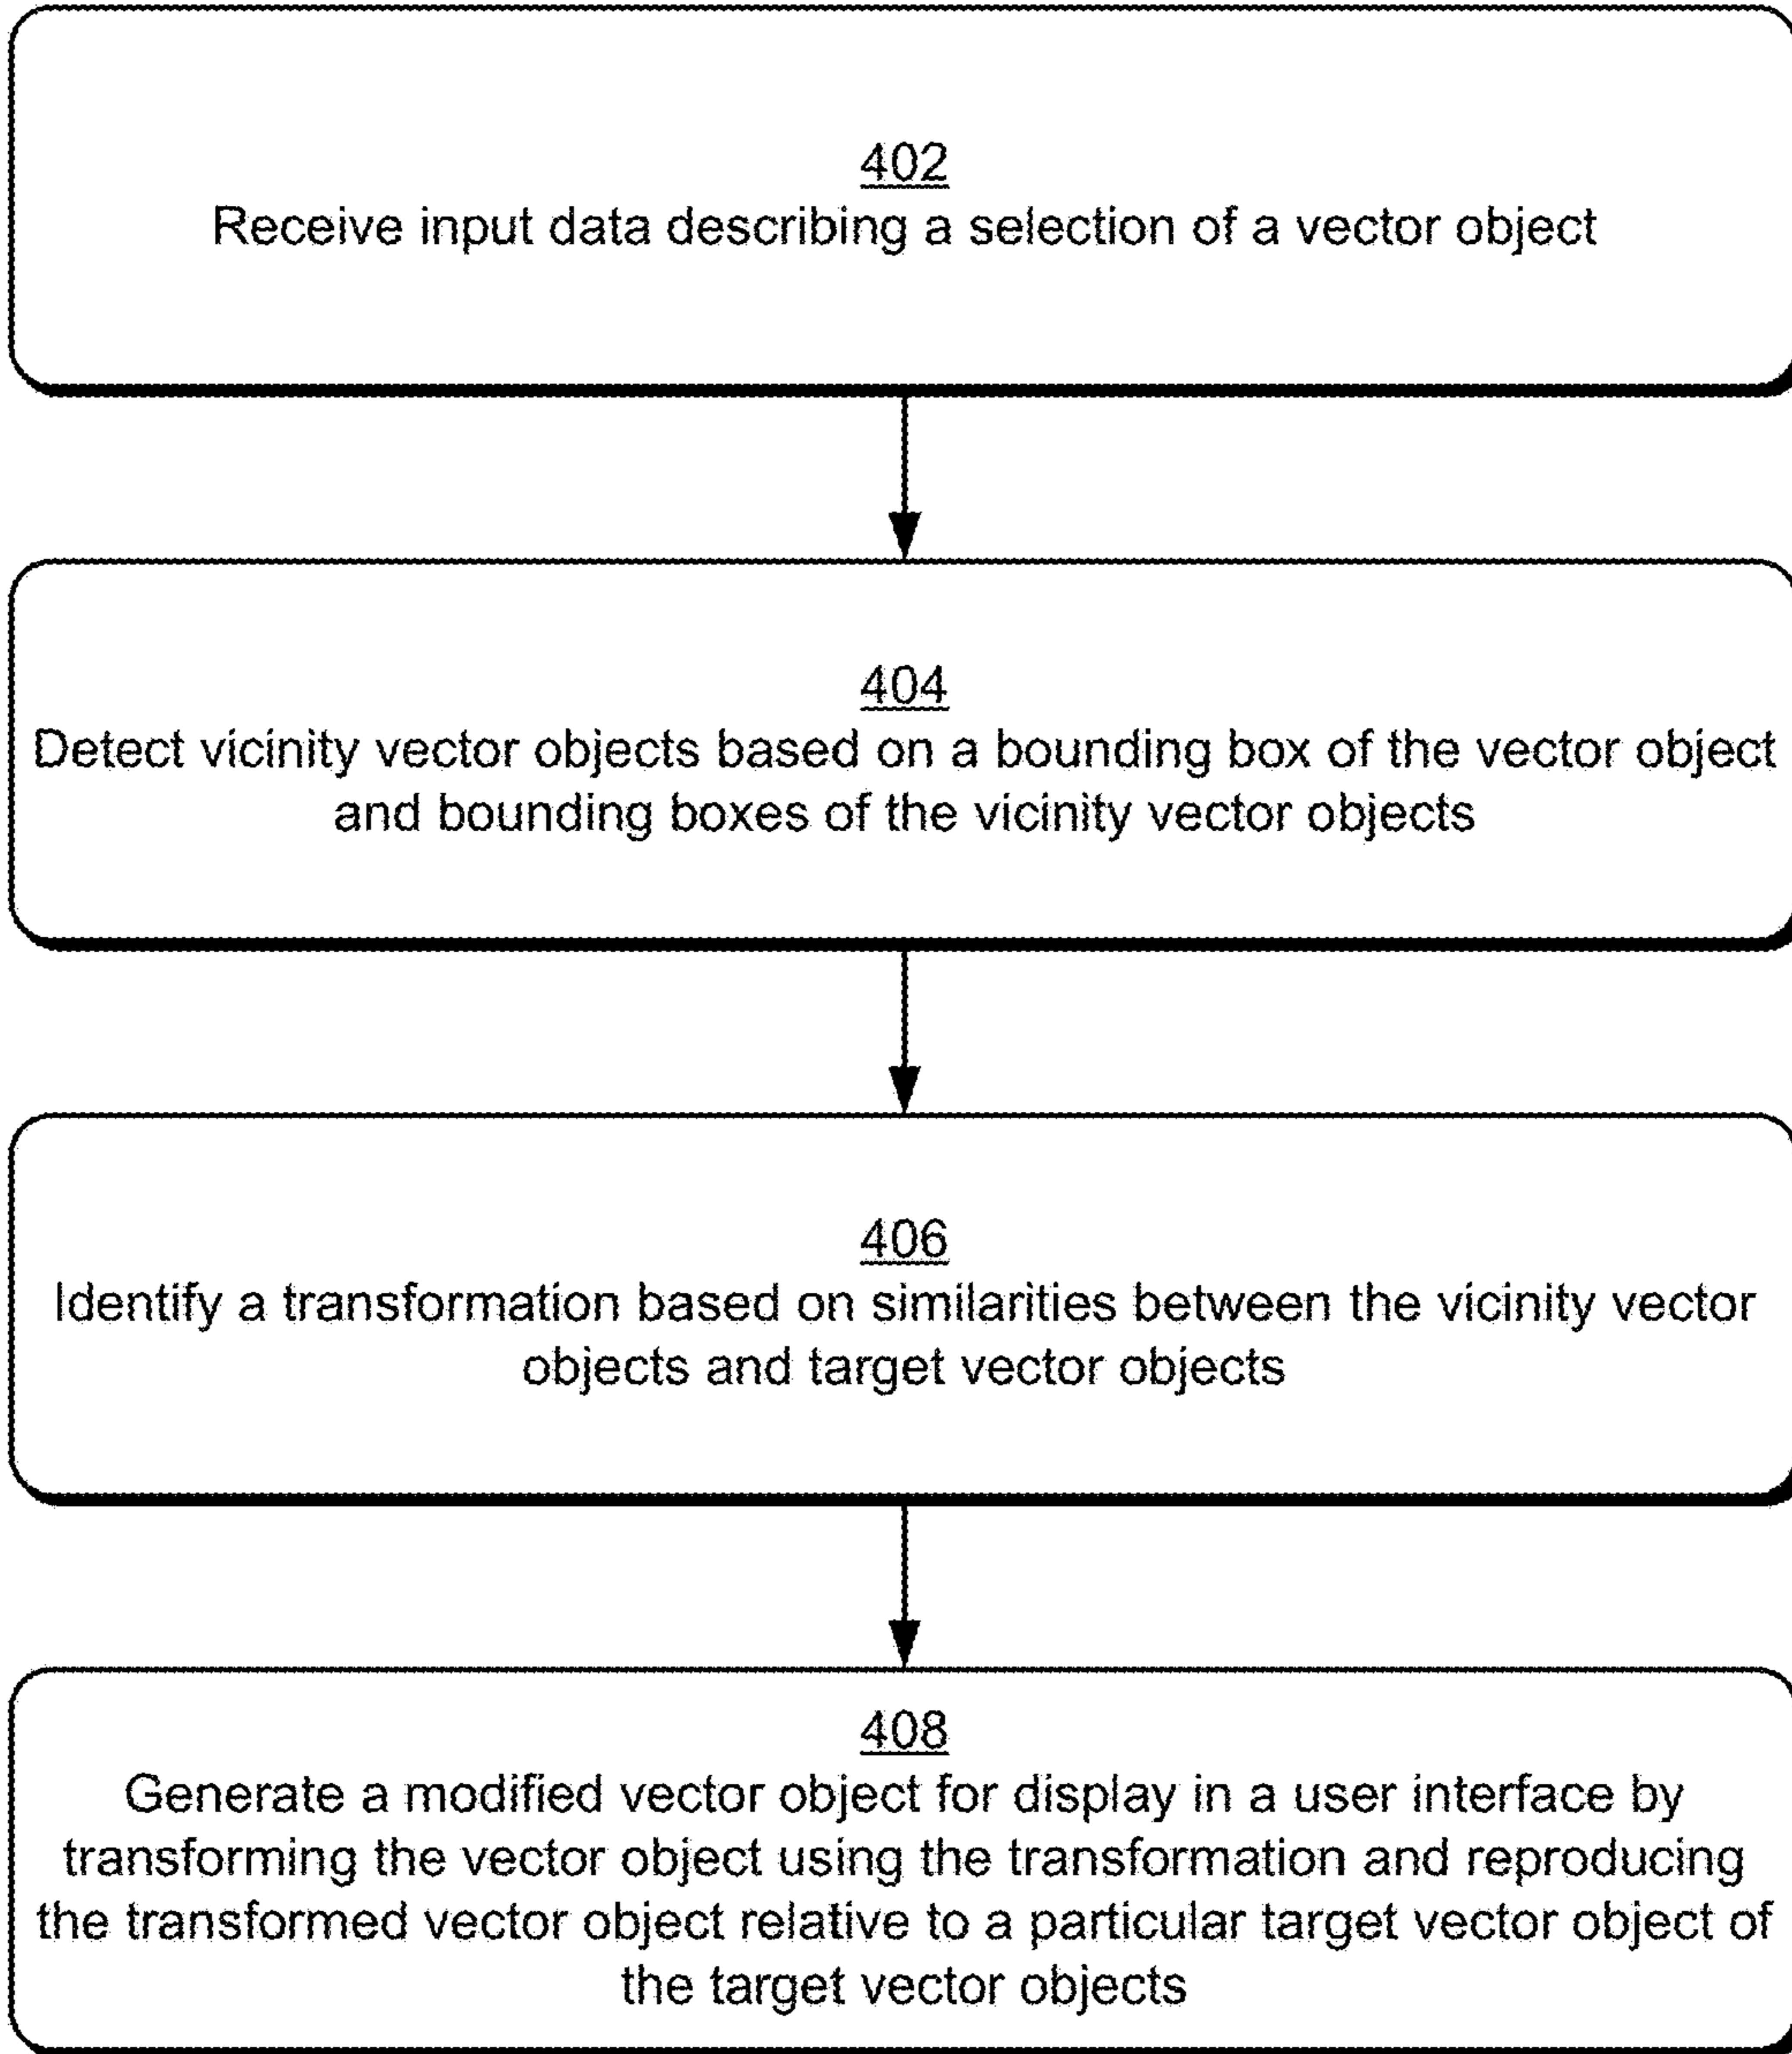 402
Receive input data describing a selection of a vector object
404
Detect vicinity vector objects based on a bounding box of the vector object
and bounding boxes of the vicinity vector objects
406
Identify a transformation based on similarities between the vicinity vector
objects and target vector objects
408
Generate a modified vector object for display in a user interface by
transforming the vector object using the transformation and reproducing
the transformed vector object relative to a particular target vector object of
the target vector objects